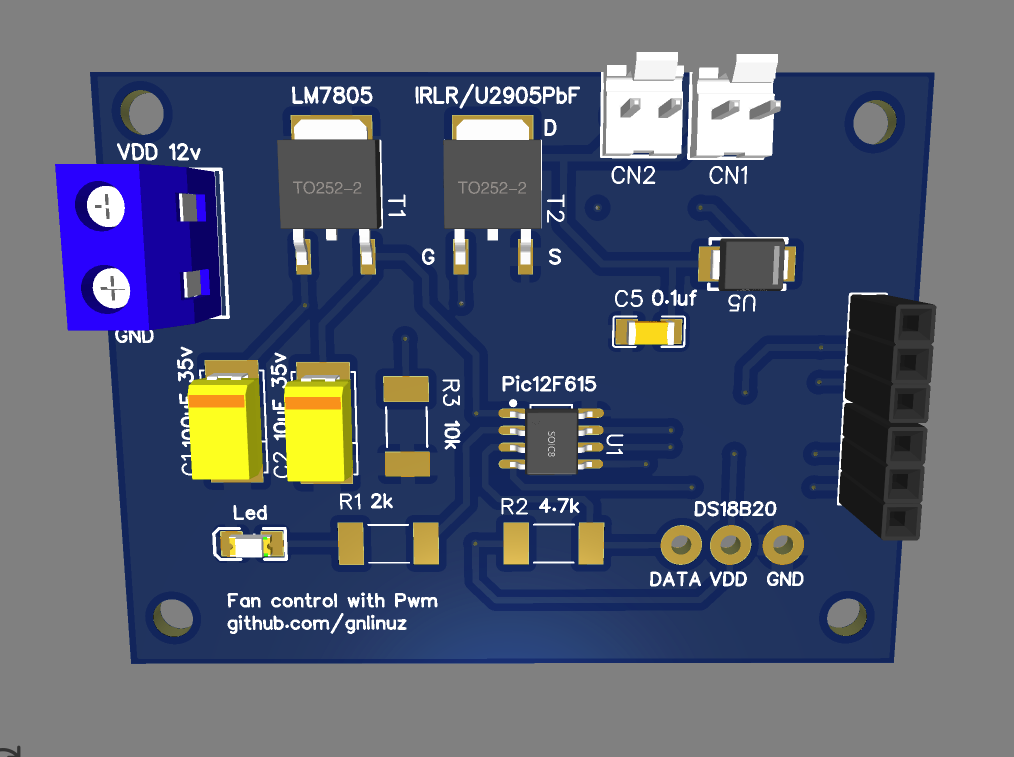 LM7805
IRLR/U2905PbF
D
VDD 12v
CN2
CN1
TO252-2
TO252-2
T1
T2
G
S
U5
C5 0.1uf
GND
C1 100uF 35v
C2 10uF 35v
R3 10k
Pic12F615
SOIC8
U1
R1 2k
R2 4.7k
DS18B20
Led
DATA VDD GND
Fan control with Pwm
github.com/gnlinuz